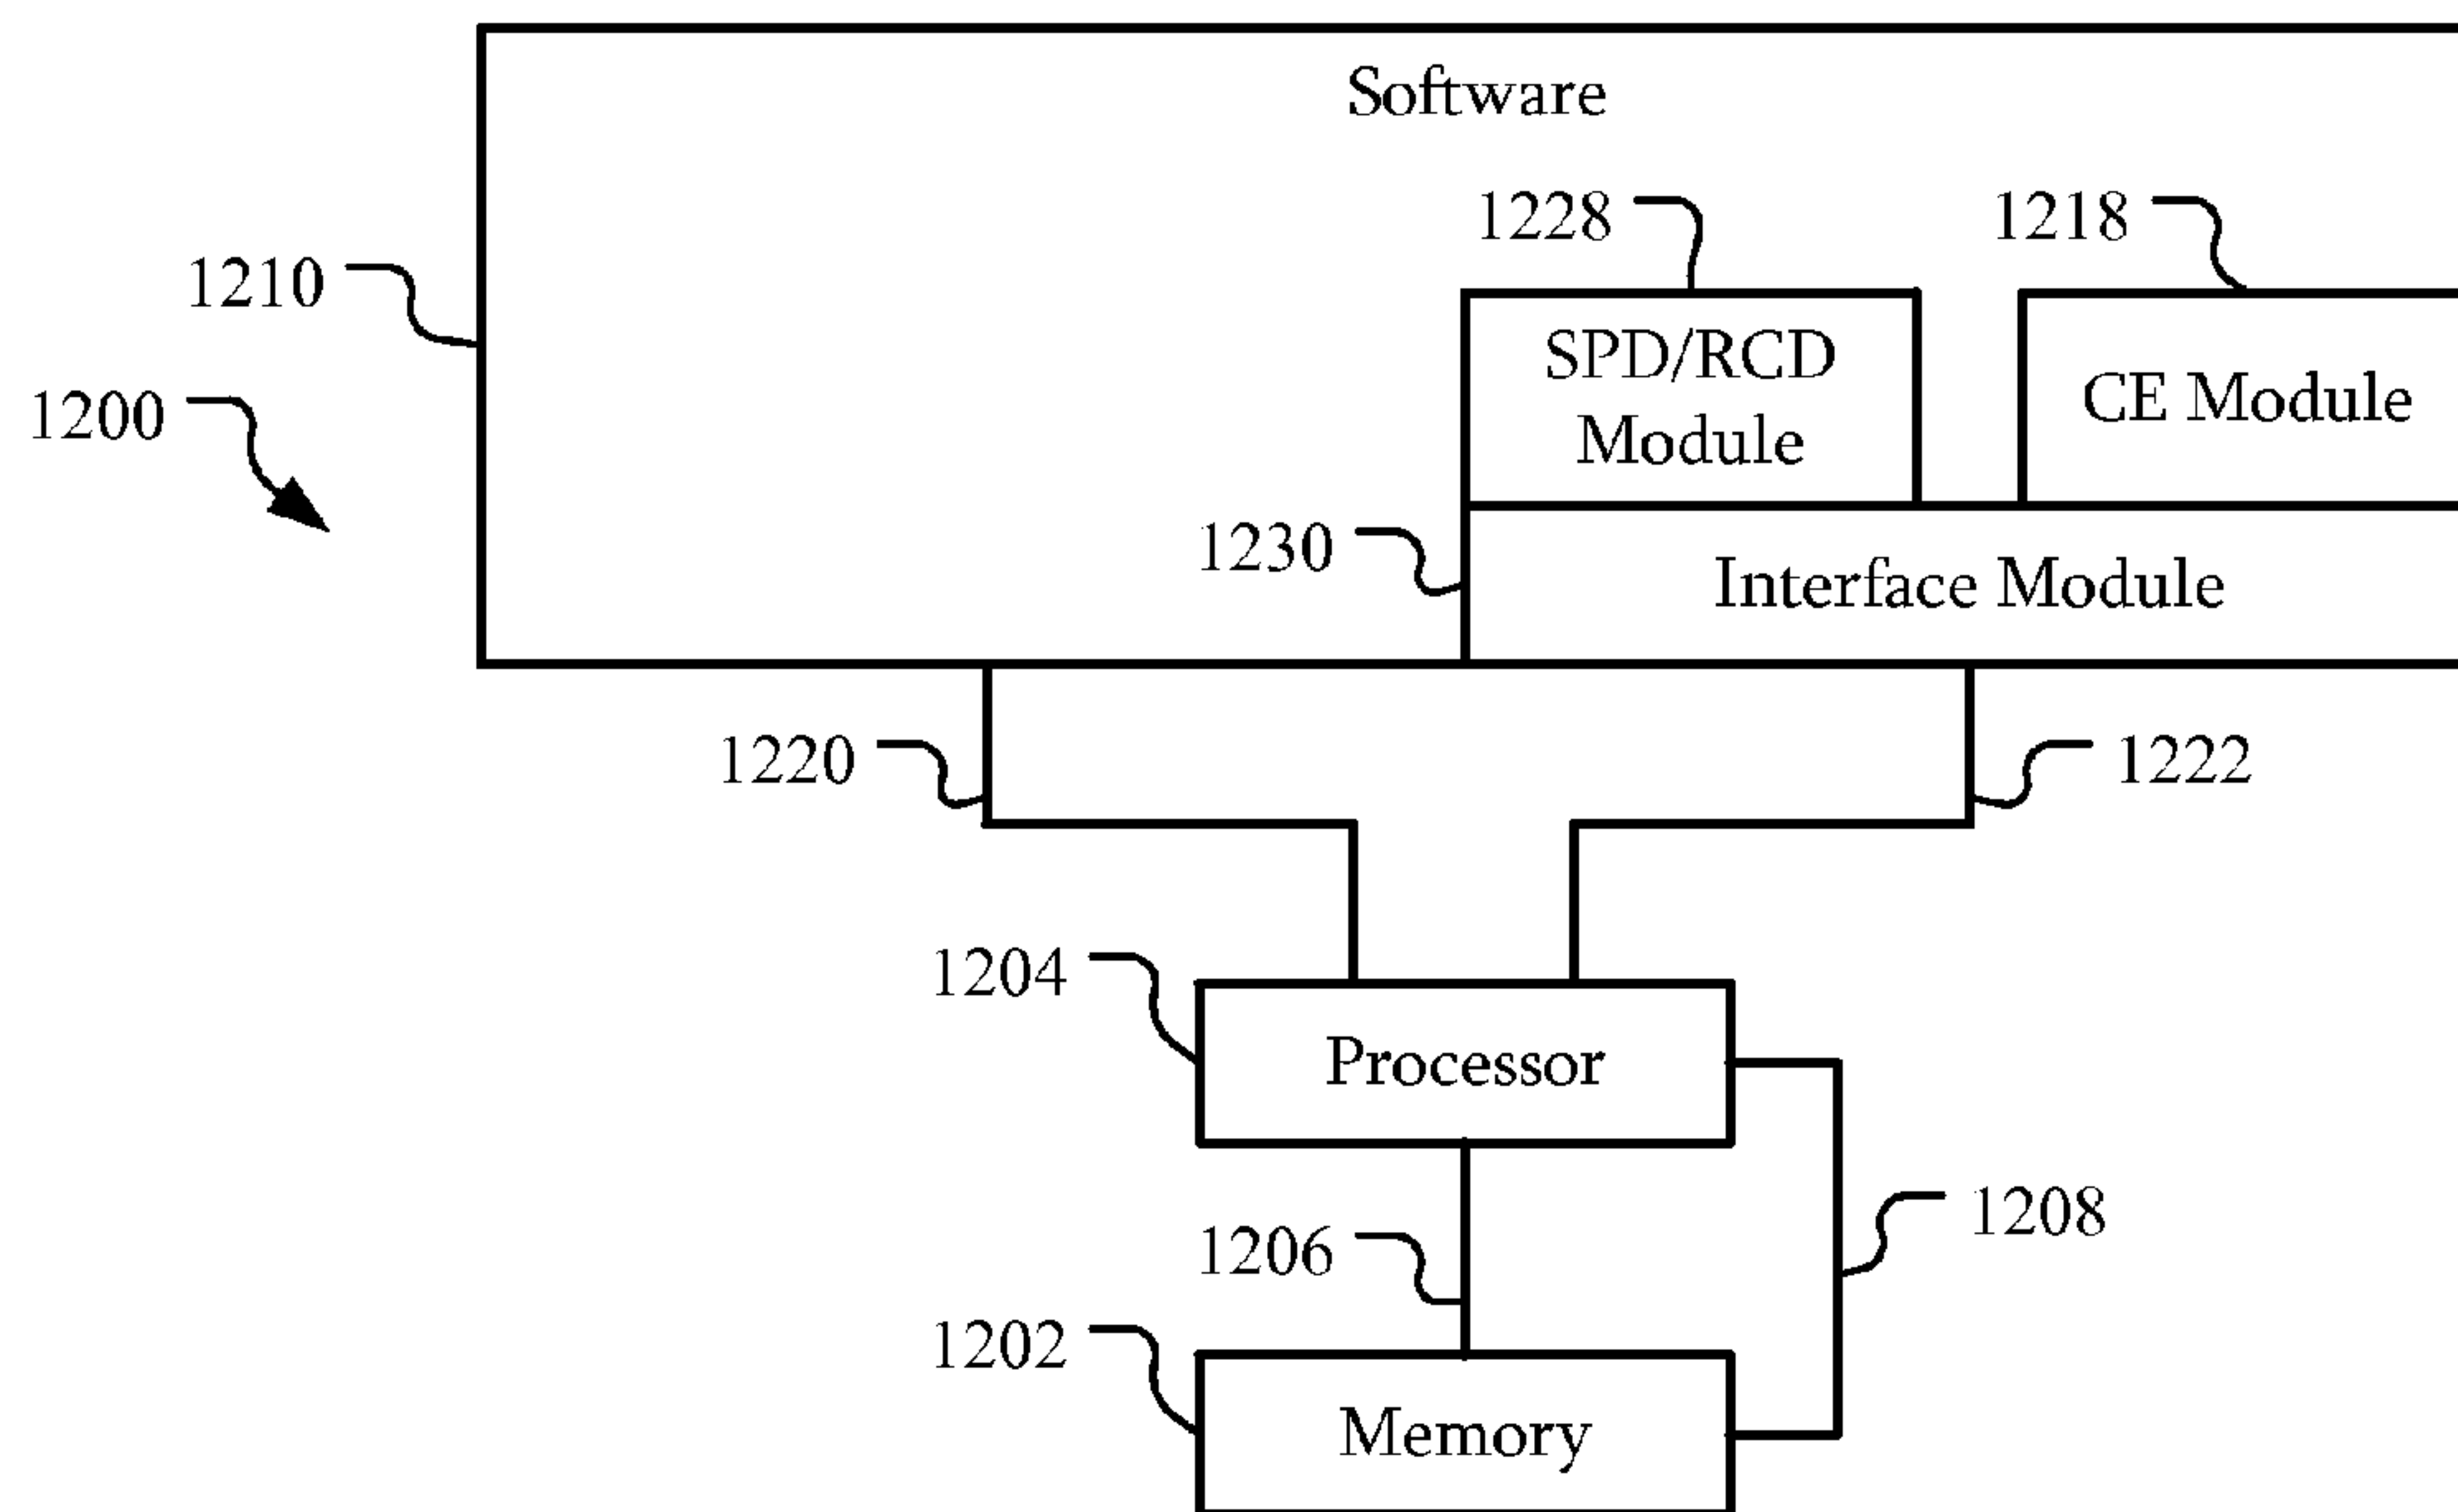 Software
1228
1218
1210
SPD/RCD
Module
CE Module
1200
1230
Interface Module
1220
1222
1204
Processor
1208
1206
1202
Memory